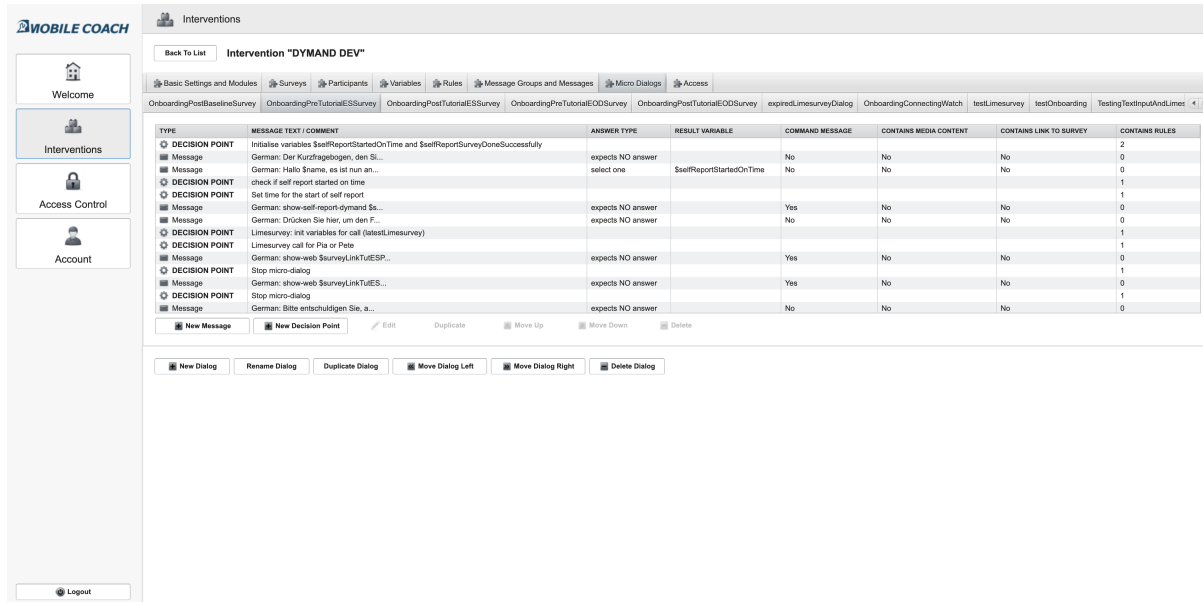 MOBILE COACH
Interventions
Back To List Intervention "DYMAND DEV"
Welcome
Interventions
Access Control
Account
Logout
Basic Settings and Modules Surveys Participants Variables Rules Message Groups and Messages Micro Dialogs Access
OnboardingPostBaselineSurvey OnboardingPreTutorialESSurvey OnboardingPostTutorialESSurvey OnboardingPreTutorialEODSurvey OnboardingPostTutorialEODSurvey expiredLimesurveyDialog OnboardingConnectingWatch testLimesurvey testOnboarding TestingTextInputAndLimes
TYPE MESSAGE TEXT / COMMENT ANSWER TYPE RESULT VARIABLE COMMAND MESSAGE CONTAINS MEDIA CONTENT CONTAINS LINK TO SURVEY CONTAINS RULES
DECISION POINT Initialise variables $selfReportStartedOnTime and $selfReportSurveyDoneSuccessfully 2
Message German: Der Kurzfragebogen, den Si... expects NO answer No No No 0
Message German: Hallo $name, es ist nun an... select one $selfReportStartedOnTime No No No 0
DECISION POINT check if self report started on time 1
DECISION POINT Set time for the start of self report 1
Message German: show-self-report-dymand $s... expects NO answer Yes No No 0
Message German: Drücken Sie hier, um den F... expects NO answer No No No 0
DECISION POINT Limesurvey: init variables for call (latestLimesurvey) 1
DECISION POINT Limesurvey call for Pia or Pete 1
Message German: show-web $surveyLinkTutESP... expects NO answer Yes No No 0
DECISION POINT Stop micro-dialog 1
Message German: show-web $surveyLinkTutES... expects NO answer Yes No No 0
DECISION POINT Stop micro-dialog 1
Message German: Bitte entschuldigen Sie, a... expects NO answer No No No 0
New Message New Decision Point Edit Duplicate Move Up Move Down Delete
New Dialog Rename Dialog Duplicate Dialog Move Dialog Left Move Dialog Right Delete Dialog